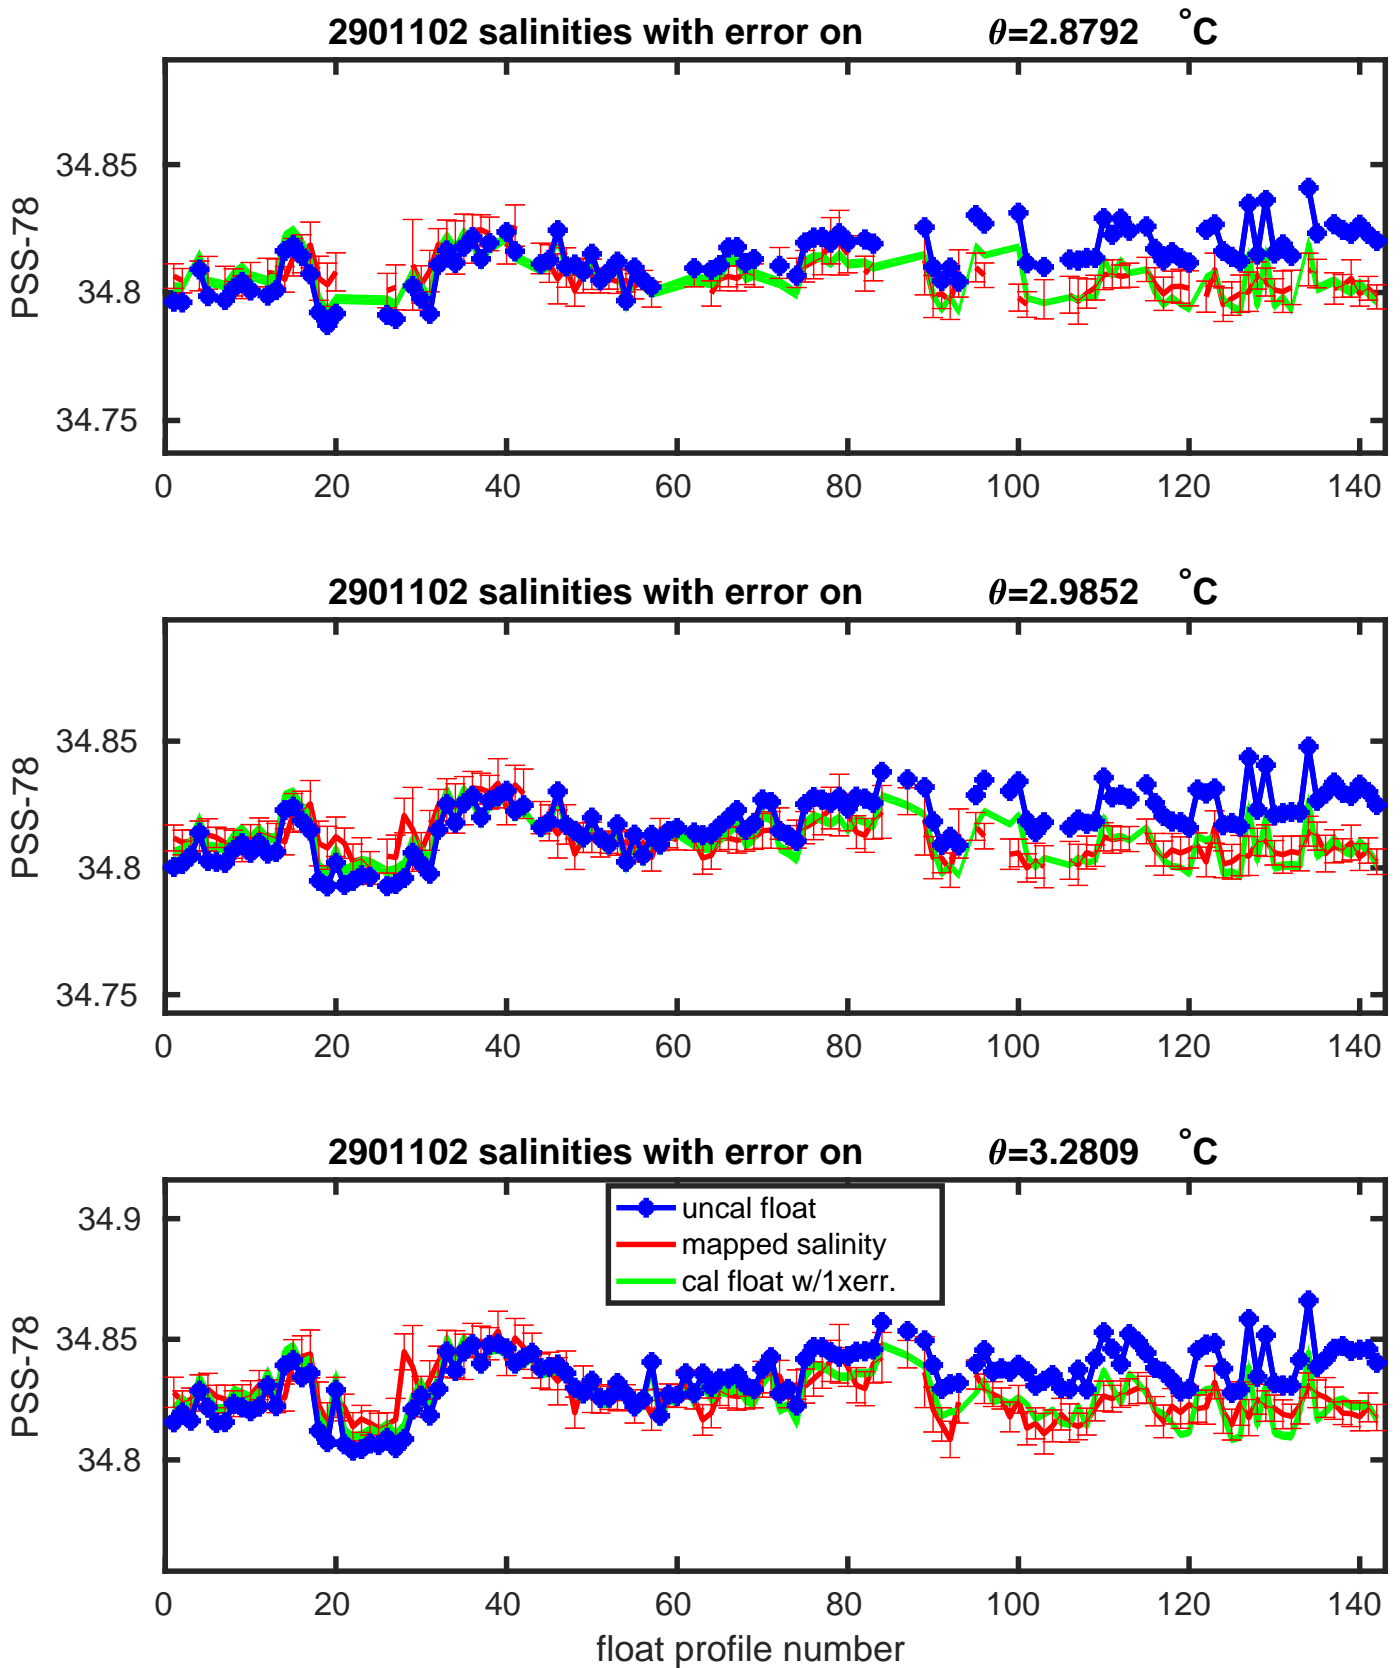 2901102 salinities with error on θ=2.8792 °C
PSS-78
34.85
34.8
34.75
0 20 40 60 80 100 120 140
2901102 salinities with error on θ=2.9852 °C
PSS-78
34.85
34.8
34.75
0 20 40 60 80 100 120 140
2901102 salinities with error on θ=3.2809 °C
PSS-78
34.9
34.85
34.8
uncal float
mapped salinity
cal float w/1xerr.
0 20 40 60 80 100 120 140
float profile number